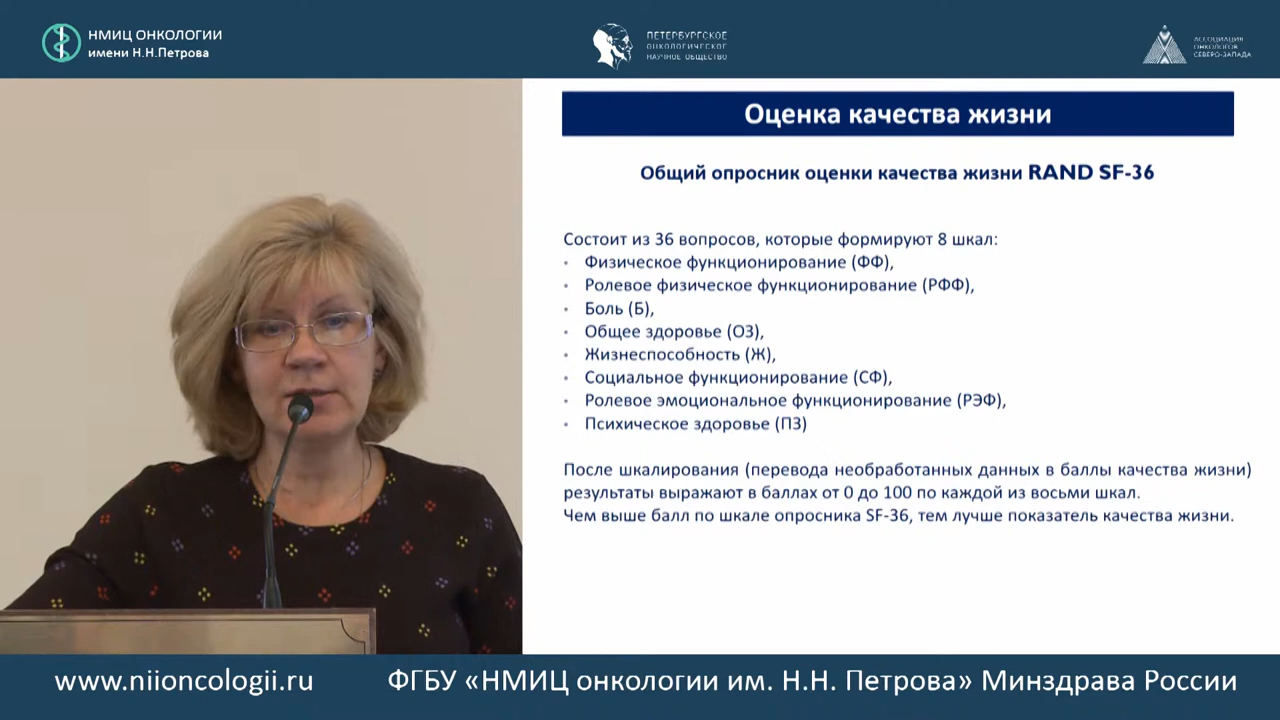 НМИЦ ОНКОЛОГИИ
имени Н.Н.Петрова
ПЕТЕРБУРГСКОЕ
ОНКОЛОГИЧЕСКОЕ
НАУЧНОЕ ОБЩЕСТВО
АССОЦИАЦИЯ
ОНКОЛОГОВ
СЕВЕРО-ЗАПАДА
Оценка качества жизни
Общий опросник оценки качества жизни RAND SF-36
Состоит из 36 вопросов, которые формируют 8 шкал:
• Физическое функционирование (ФФ),
• Ролевое физическое функционирование (РФФ),
• Боль (Б),
• Общее здоровье (ОЗ),
• Жизнеспособность (Ж),
• Социальное функционирование (СФ),
• Ролевое эмоциональное функционирование (РЭФ),
• Психическое здоровье (ПЗ)
После шкалирования (перевода необработанных данных в баллы качества жизни)
результаты выражают в баллах от 0 до 100 по каждой из восьми шкал.
Чем выше балл по шкале опросника SF-36, тем лучше показатель качества жизни.
www.niioncologii.ru
ФГБУ «НМИЦ онкологии им. Н.Н. Петрова» Минздрава России